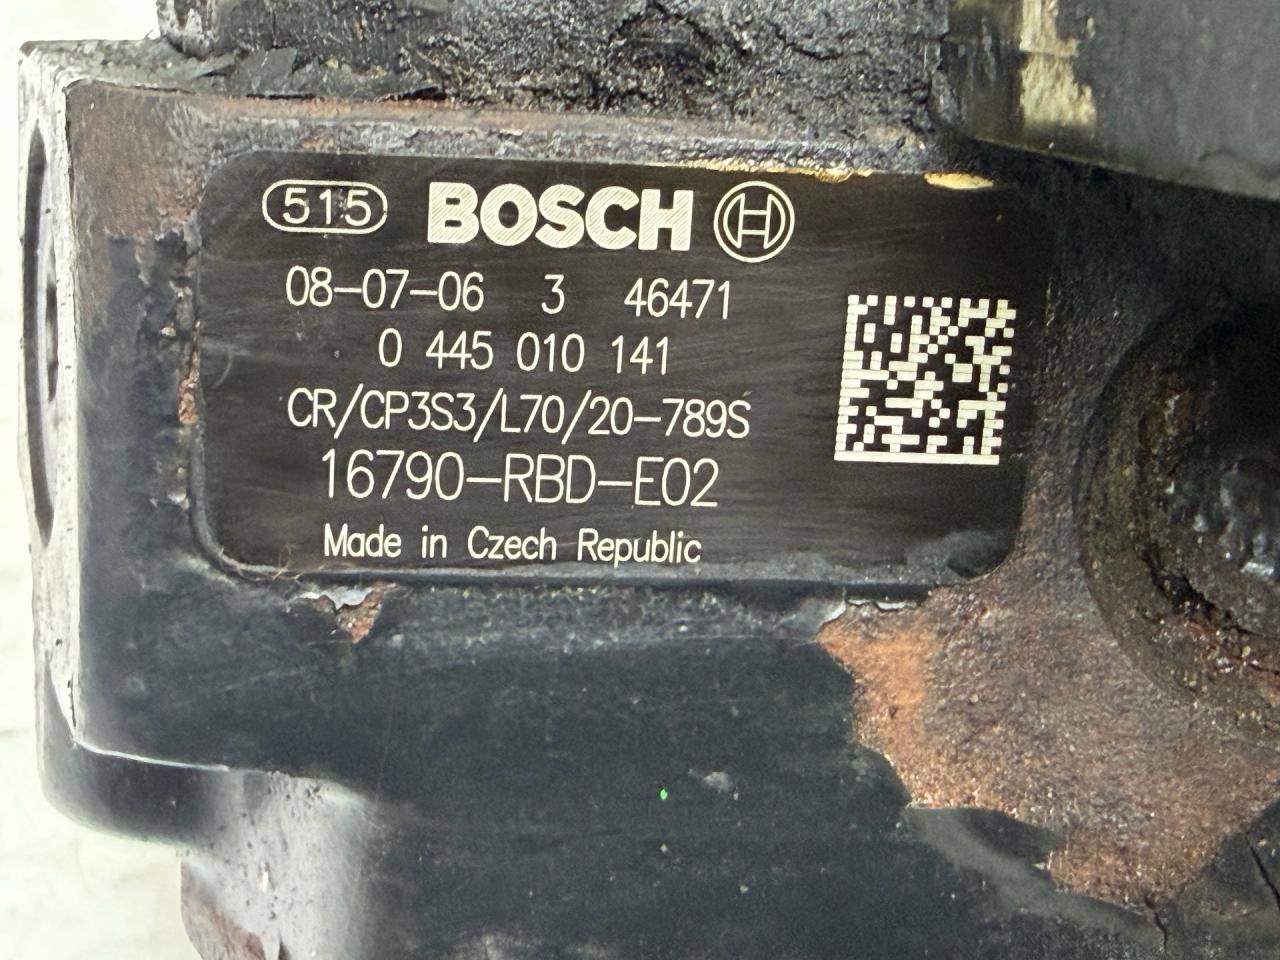 515 BOSCH
08-07-06 3 46471
0 445 010 141
CR/CP3S3/L70/20-789S
16790-RBD-E02
Made in Czech Republic